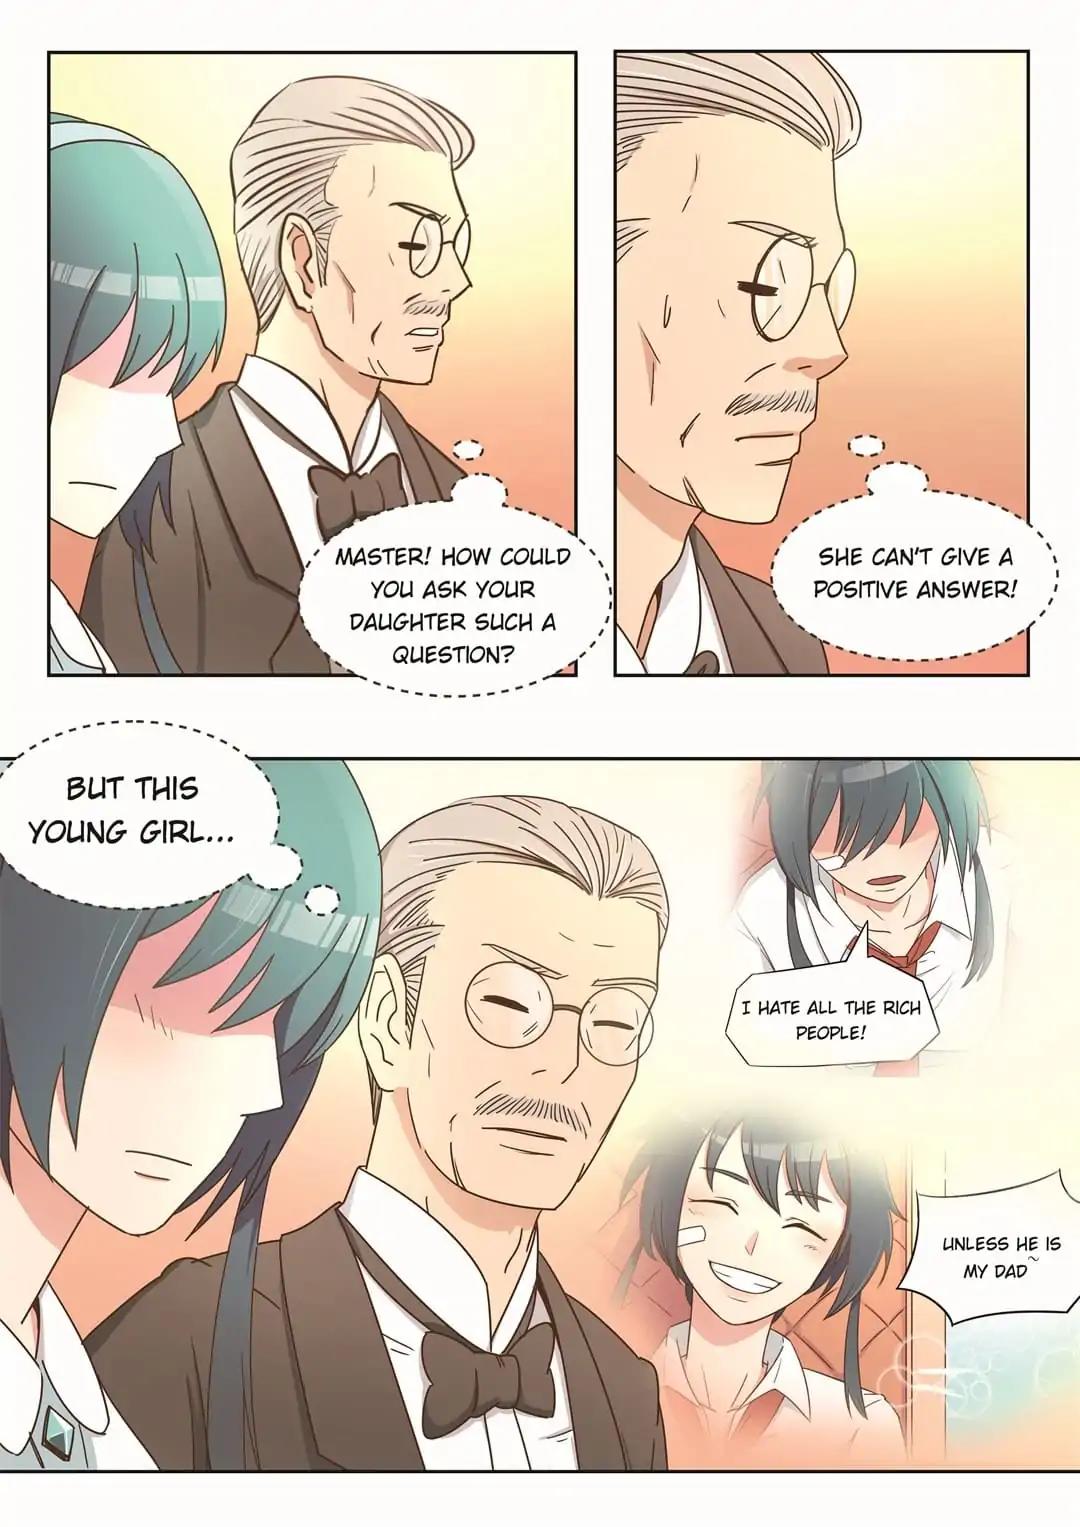 MASTER! HOW COULD
YOU ASK YOUR
DAUGHTER SUCH A
QUESTION?
SHE CAN'T GIVE A
POSITIVE ANSWER!
BUT THIS
YOUNG GIRL...
I HATE ALL THE RICH
PEOPLE!
UNLESS HE IS
MY DAD~